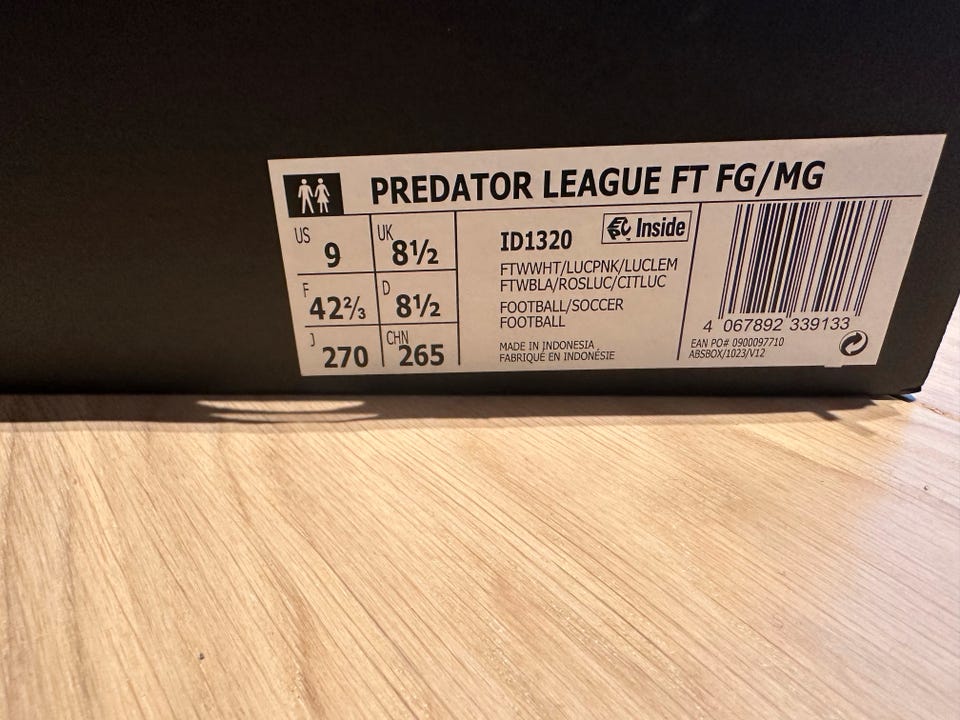 PREDATOR LEAGUE FT FG/MG
US 9 UK 8½
F 42⅔ D 8½
J 270 CHN 265
ID1320 Inside
FTWWHT/LUCPNK/LUCLEM
FTWBLA/ROSLUC/CITLUC
FOOTBALL/SOCCER
FOOTBALL
MADE IN INDONESIA
FABRIQUÉ EN INDONÉSIE
4 067892 339133
EAN PO# 0900097710
ABSBOX/1023/V12